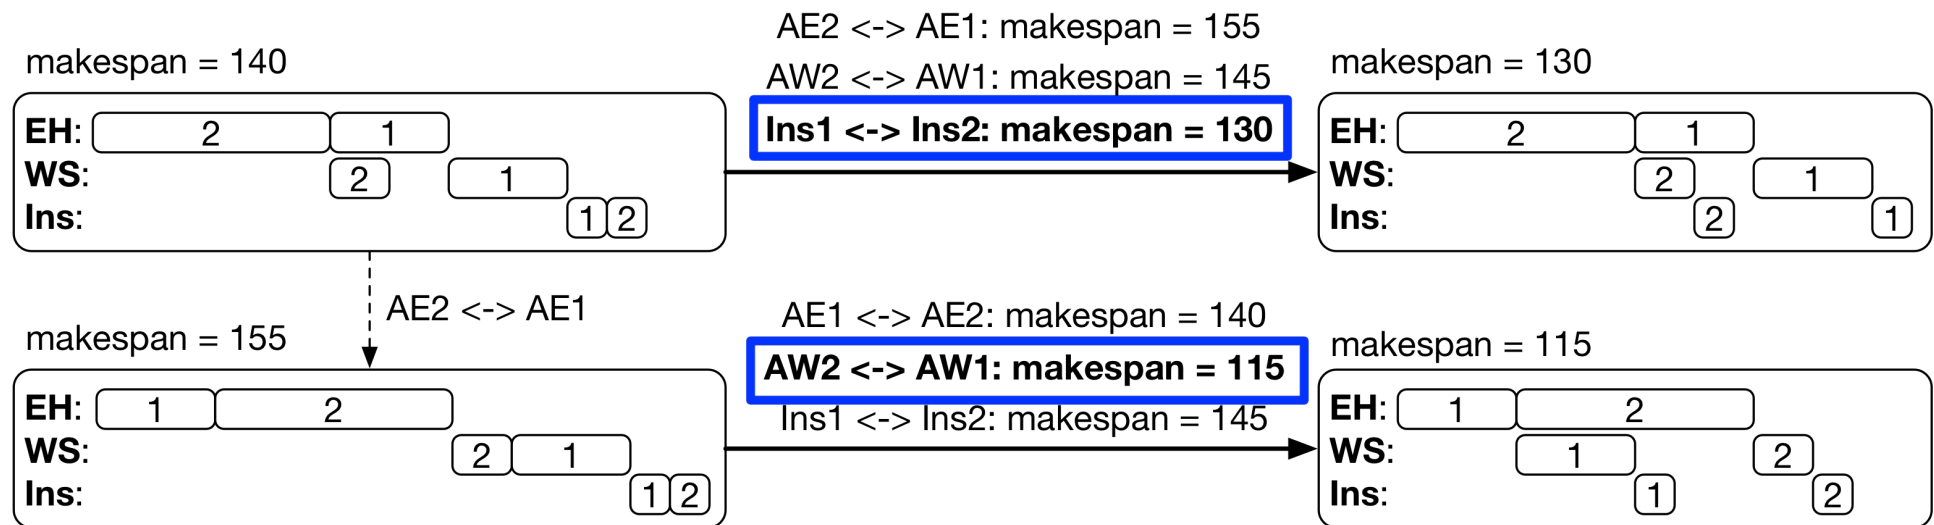 makespan = 140
EH: 2 1
WS: 2 1
Ins: 1 2
AE2 <-> AE1: makespan = 155
AW2 <-> AW1: makespan = 145
Ins1 <-> Ins2: makespan = 130
makespan = 130
EH: 2 1
WS: 2 1
Ins: 2 1
AE2 <-> AE1
makespan = 155
EH: 1 2
WS: 2 1
Ins: 1 2
AE1 <-> AE2: makespan = 140
AW2 <-> AW1: makespan = 115
Ins1 <-> Ins2: makespan = 145
makespan = 115
EH: 1 2
WS: 1 2
Ins: 1 2